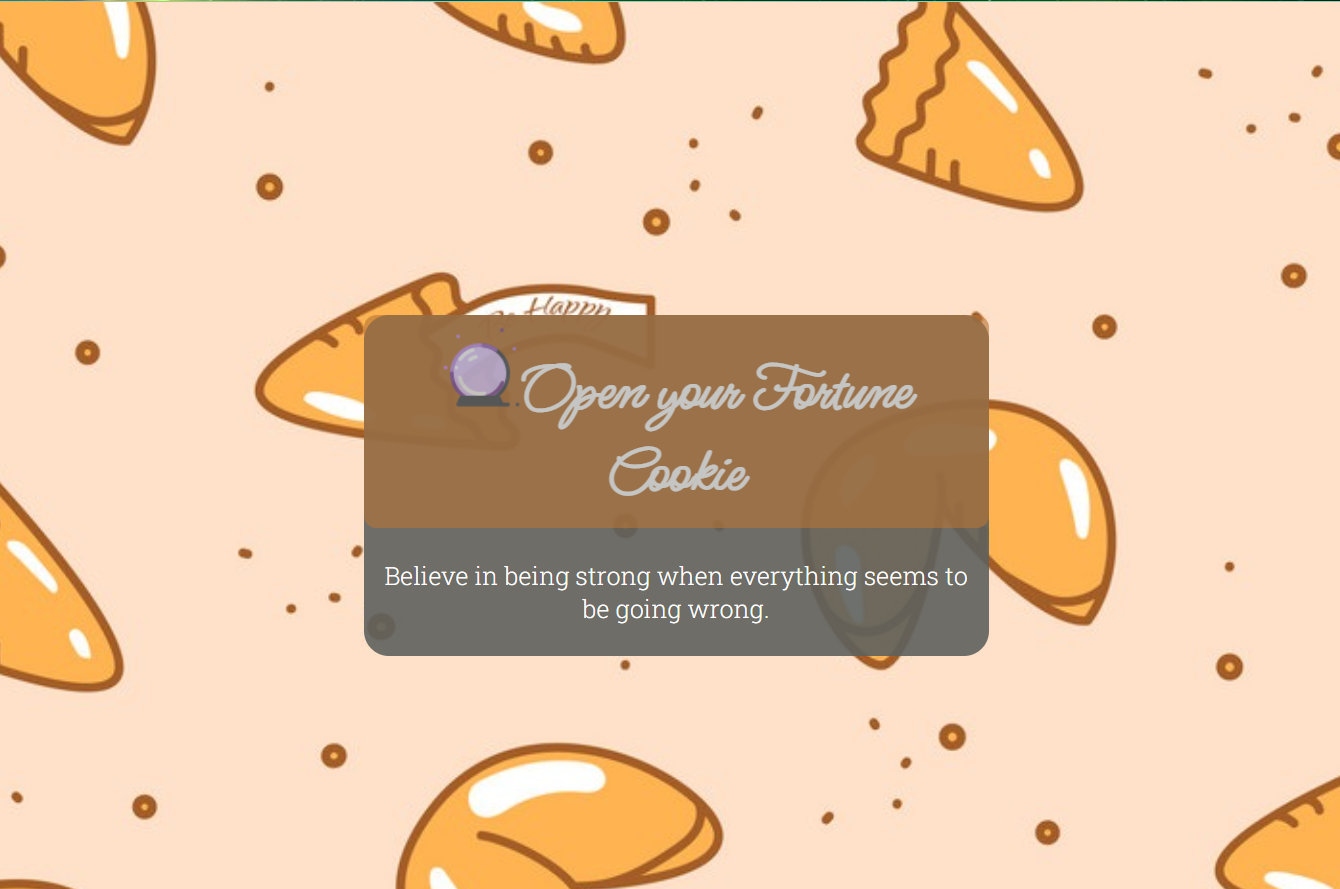 Happy
Open your Fortune
Cookie
Believe in being strong when everything seems to
be going wrong.